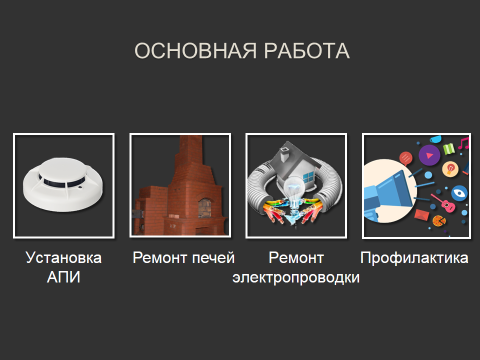 ОСНОВНАЯ РАБОТА
Установка
АПИ
Ремонт печей
Ремонт
электропроводки
Профилактика